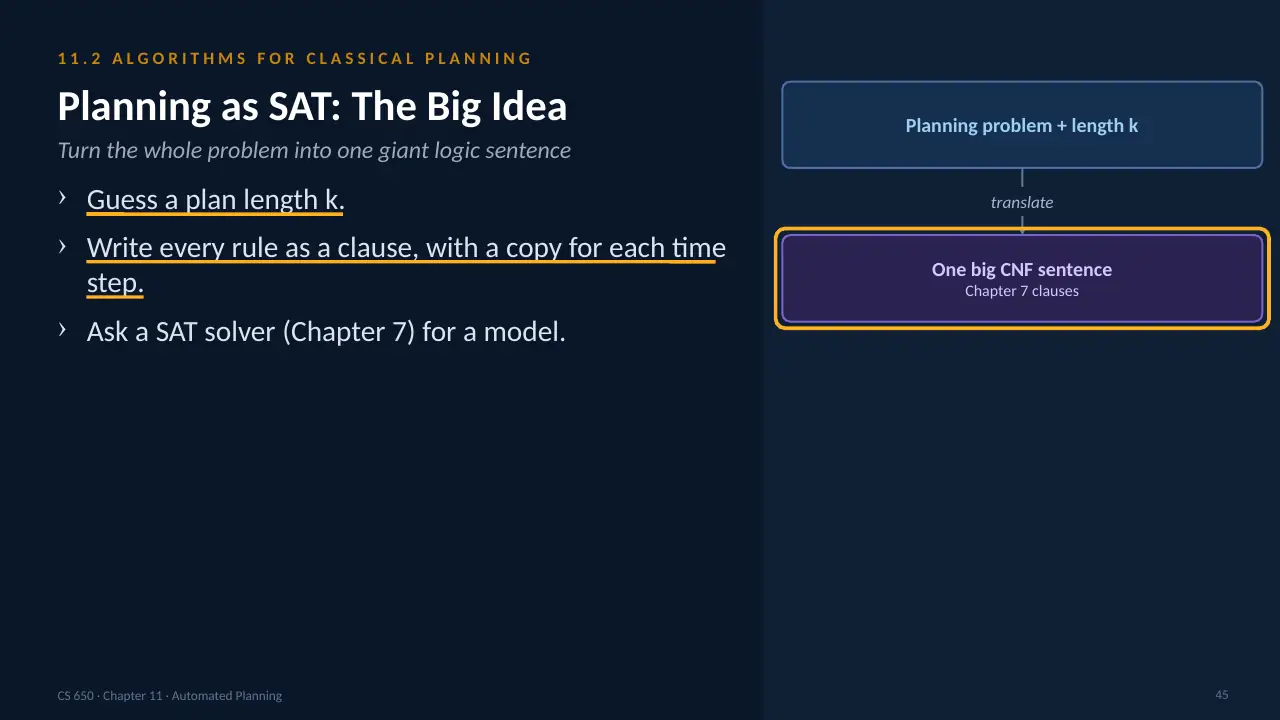 11.2 ALGORITHMS FOR CLASSICAL PLANNING
Planning as SAT: The Big Idea
Turn the whole problem into one giant logic sentence
› Guess a plan length k.
› Write every rule as a clause, with a copy for each time
step.
› Ask a SAT solver (Chapter 7) for a model.
Planning problem + length k
translate
One big CNF sentence
Chapter 7 clauses
CS 650 · Chapter 11 · Automated Planning
45